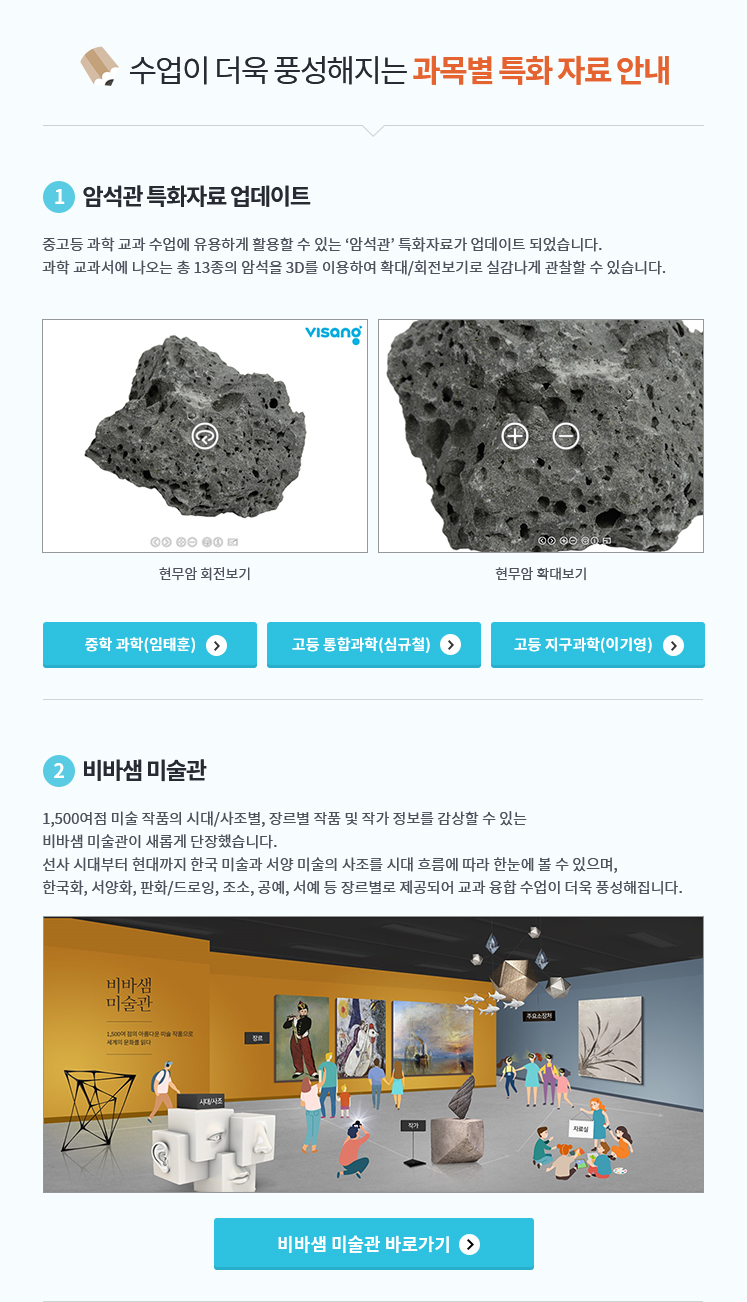 수업이 더욱 풍성해지는 과목별 특화 자료 안내
1 암석관 특화자료 업데이트
중고등 과학 교과 수업에 유용하게 활용할 수 있는 ‘암석관’ 특화자료가 업데이트 되었습니다.
과학 교과서에 나오는 총 13종의 암석을 3D를 이용하여 확대/회전보기로 실감나게 관찰할 수 있습니다.
visang
현무암 회전보기
현무암 확대보기
중학 과학(임태훈)
고등 통합과학(심규철)
고등 지구과학(이기영)
2 비바샘 미술관
1,500여점 미술 작품의 시대/사조별, 장르별 작품 및 작가 정보를 감상할 수 있는
비바샘 미술관이 새롭게 단장했습니다.
선사 시대부터 현대까지 한국 미술과 서양 미술의 사조를 시대 흐름에 따라 한눈에 볼 수 있으며,
한국화, 서양화, 판화/드로잉, 조소, 공예, 서예 등 장르별로 제공되어 교과 융합 수업이 더욱 풍성해집니다.
비바샘
미술관
1,500여 점의 아름다운 미술 작품으로
세계의 문화를 읽다
장르
주요소장처
시대/사조
작가
자료실
비바샘 미술관 바로가기